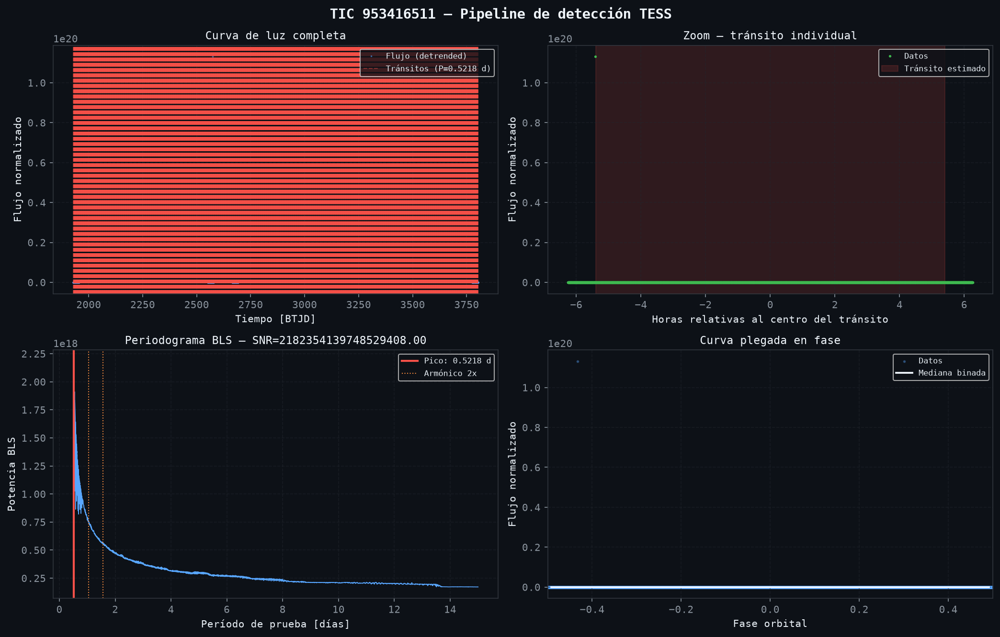 TIC 953416511 — Pipeline de detección TESS
Curva de luz completa
1e20
Flujo (detrended)
Tránsitos (P=0.5218 d)
1.0
0.8
0.6
0.4
0.2
0.0
Flujo normalizado
2000 2250 2500 2750 3000 3250 3500 3750
Tiempo [BTJD]
Zoom — tránsito individual
1e20
Datos
Tránsito estimado
1.0
0.8
0.6
0.4
0.2
0.0
Flujo normalizado
−6 −4 −2 0 2 4 6
Horas relativas al centro del tránsito
Periodograma BLS — SNR=2182354139748529408.00
1e18
Pico: 0.5218 d
Armónico 2x
2.25
2.00
1.75
1.50
1.25
1.00
0.75
0.50
0.25
Potencia BLS
0 2 4 6 8 10 12 14
Período de prueba [días]
Curva plegada en fase
1e20
Datos
Mediana binada
1.0
0.8
0.6
0.4
0.2
0.0
Flujo normalizado
−0.4 −0.2 0.0 0.2 0.4
Fase orbital